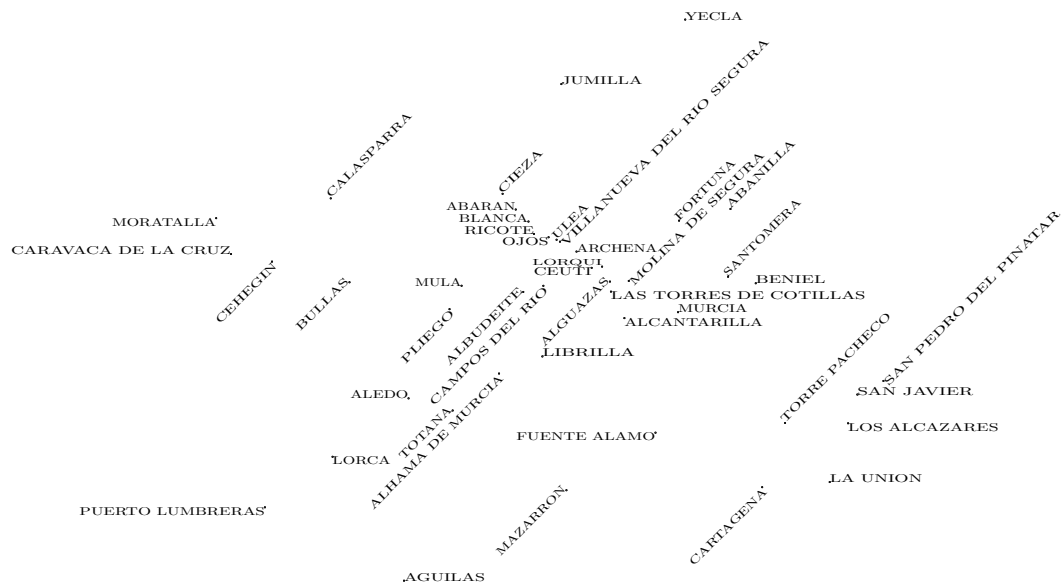 YECLA
JUMILLA
VILLANUEVA DEL RIO SEGURA
CALASPARRA
CIEZA
FORTUNA
MOLINA DE SEGURA
ABANILLA
ABARAN
ULEA
BLANCA
MORATALLA
RICOTE
OJOS
SANTOMERA
SAN PEDRO DEL PINATAR
CARAVACA DE LA CRUZ
ARCHENA
LORQUI
CEUTI
CEHEGIN
BULLAS
MULA
BENIEL
LAS TORRES DE COTILLAS
ALBUDEITE
CAMPOS DEL RIO
ALGUAZAS
MURCIA
ALCANTARILLA
PLIEGO
TORRE PACHECO
LIBRILLA
ALEDO
SAN JAVIER
TOTANA
ALHAMA DE MURCIA
LOS ALCAZARES
FUENTE ALAMO
LORCA
LA UNION
PUERTO LUMBRERAS
MAZARRON
CARTAGENA
AGUILAS